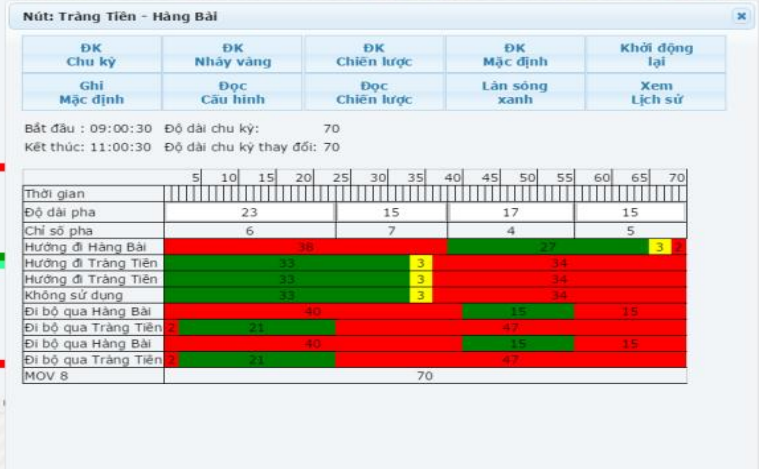 Nút: Tràng Tiền - Hàng Bài
ĐK Chu kỳ
ĐK Nháy vàng
ĐK Chiến lược
ĐK Mặc định
Khởi động lại
Ghi Mặc định
Đọc Cấu hình
Đọc Chiến lược
Làn sóng xanh
Xem Lịch sử
Bắt đầu : 09:00:30 Độ dài chu kỳ: 70
Kết thúc: 11:00:30 Độ dài chu kỳ thay đổi: 70
5 10 15 20 25 30 35 40 45 50 55 60 65 70
Thời gian
Độ dài pha 23 15 17 15
Chỉ số pha 6 7 4 5
Hướng đi Hàng Bài 38 27 3 2
Hướng đi Tràng Tiền 33 3 34
Hướng đi Tràng Tiền 33 3 34
Không sử dụng 33 3 34
Đi bộ qua Hàng Bài 40 15 15
Đi bộ qua Tràng Tiền 2 21 47
Đi bộ qua Hàng Bài 40 15 15
Đi bộ qua Tràng Tiền 2 21 47
MOV 8 70